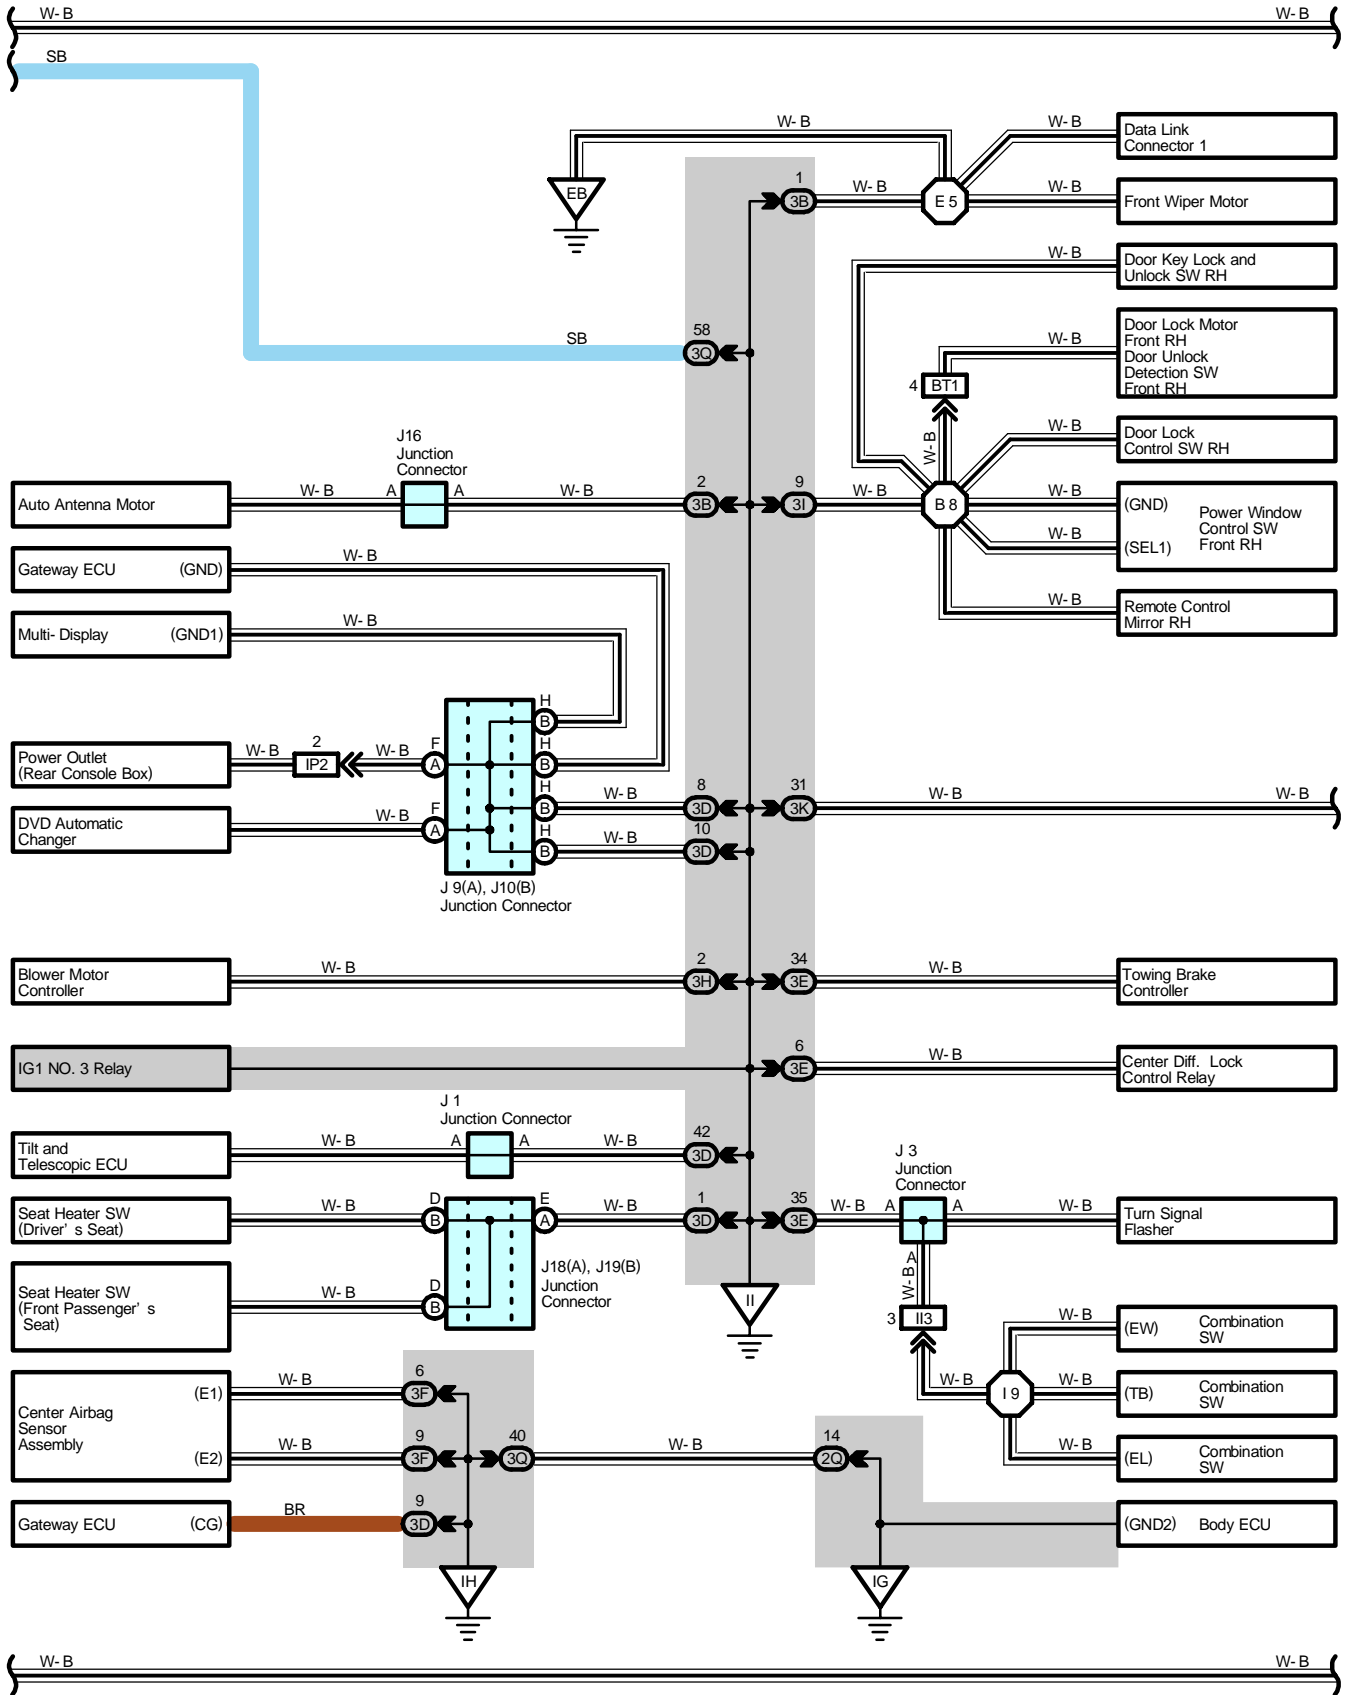 W- B
W- B
SB
W- B
W- B
Data Link
Connector 1
EB
1
3B
W- B
E 5
W- B
Front Wiper Motor
W- B
Door Key Lock and
Unlock SW RH
58
3Q
SB
W- B
Door Lock Motor
Front RH
Door Unlock
Detection SW
Front RH
4
BT1
W- B
W- B
Door Lock
Control SW RH
J16
Junction
Connector
Auto Antenna Motor
W- B
A
A
W- B
2
3B
9
3I
W- B
B 8
W- B
(GND)
Power Window
Control SW
Front RH
W- B
(SEL1)
Gateway ECU
(GND)
W- B
Multi- Display
(GND1)
W- B
W- B
Remote Control
Mirror RH
H
B
Power Outlet
(Rear Console Box)
W- B
2
IP2
W- B
F
A
H
B
H
B
W- B
8
3D
31
3K
W- B
W- B
DVD Automatic
Changer
F
A
H
B
W- B
10
3D
J 9(A), J10(B)
Junction Connector
Blower Motor
Controller
W- B
2
3H
34
3E
W- B
Towing Brake
Controller
IG1 NO. 3 Relay
6
3E
W- B
Center Diff. Lock
Control Relay
J 1
Junction Connector
Tilt and
Telescopic ECU
W- B
A
A
W- B
42
3D
J 3
Junction
Connector
Seat Heater SW
(Driver' s Seat)
W- B
D
B
E
A
W- B
1
3D
35
3E
W- B
A
A
W- B
Turn Signal
Flasher
J18(A), J19(B)
Junction
Connector
A
W- B
Seat Heater SW
(Front Passenger' s
Seat)
W- B
D
B
II
3
II3
W- B
(EW)
Combination
SW
Center Airbag
Sensor
Assembly
(E1)
W- B
6
3F
W- B
I 9
W- B
(TB)
Combination
SW
(E2)
W- B
9
3F
40
3Q
W- B
14
2Q
W- B
(EL)
Combination
SW
Gateway ECU
(CG)
BR
9
3D
(GND2)
Body ECU
IH
IG
W- B
W- B